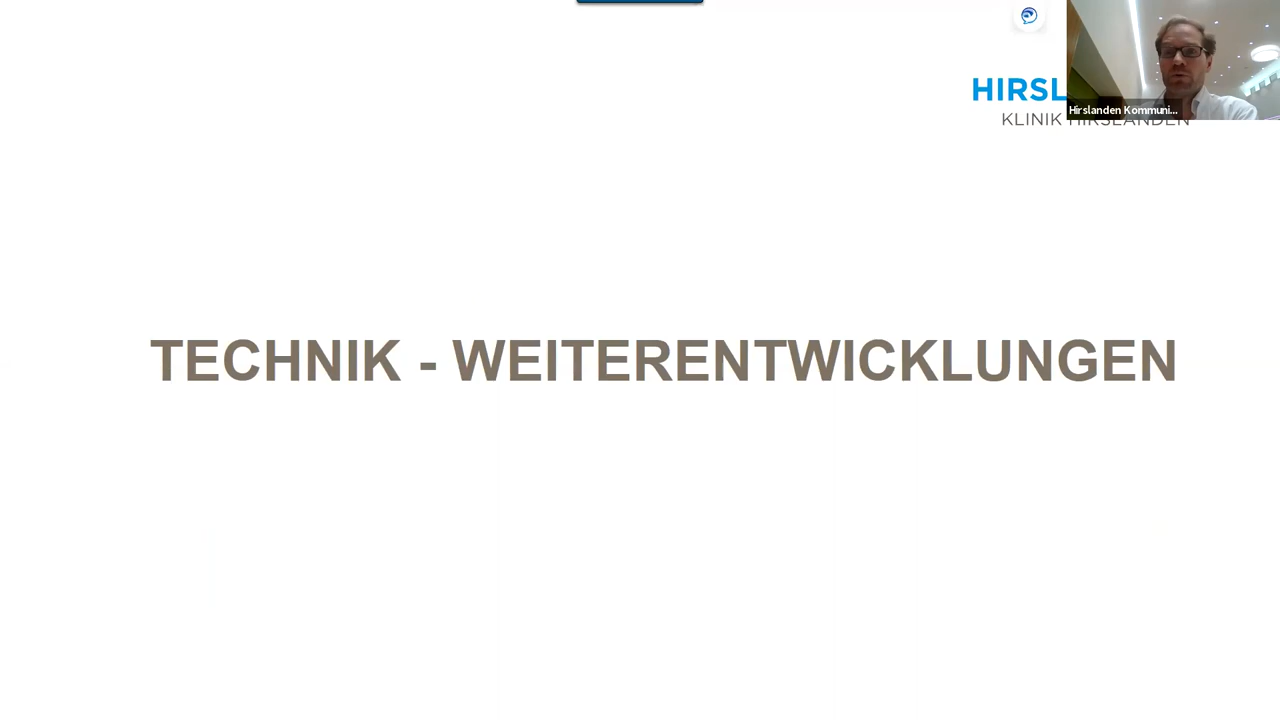 HIRSL
KLINIK HIRSLANDEN
Hirslanden Kommuni...
TECHNIK - WEITERENTWICKLUNGEN